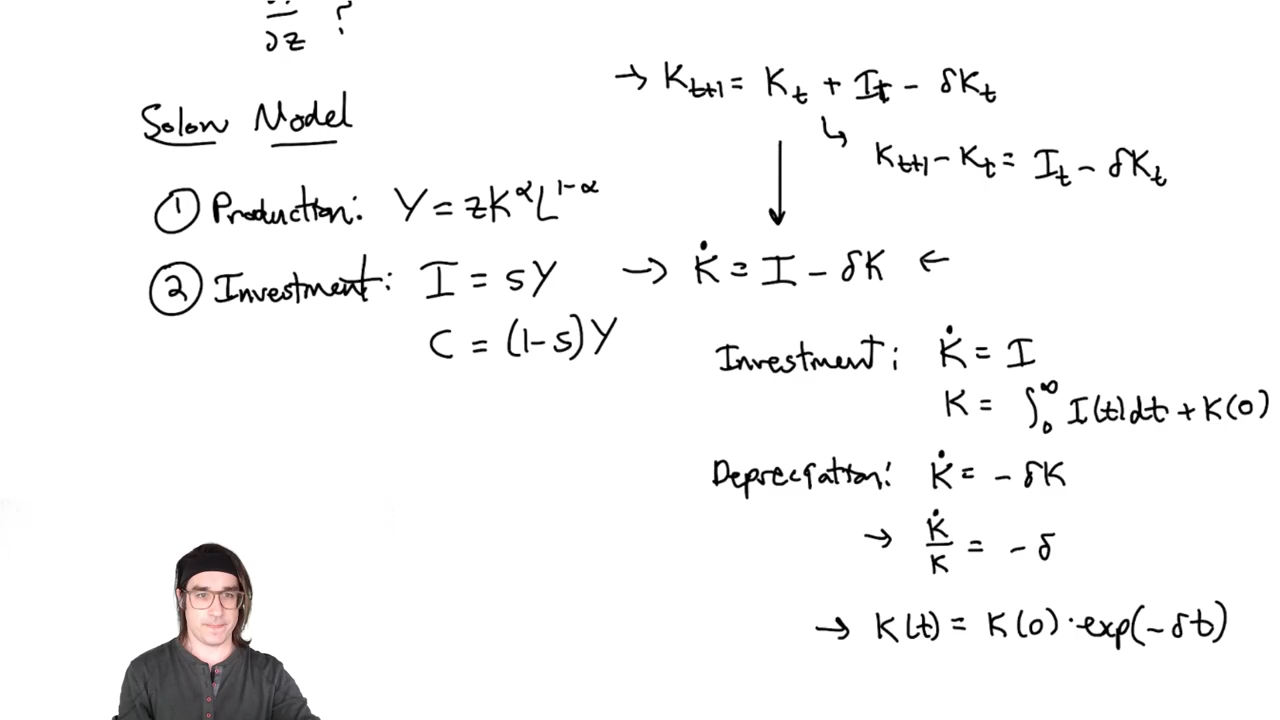 ∂z ?
Solow Model
① Production: Y = zK^α L^(1-α)
② Investment: I = sY
C = (1-s)Y
→ K_{t+1} = K_t + I_t - δK_t
↳ K_{t+1} - K_t = I_t - δK_t
↓
→ K̇ = I - δK ←
Investment: K̇ = I
K = ∫_0^∞ I(t)dt + K(0)
Depreciation: K̇ = - δK
→ K̇/K = - δ
→ K(t) = K(0)·exp(-δt)